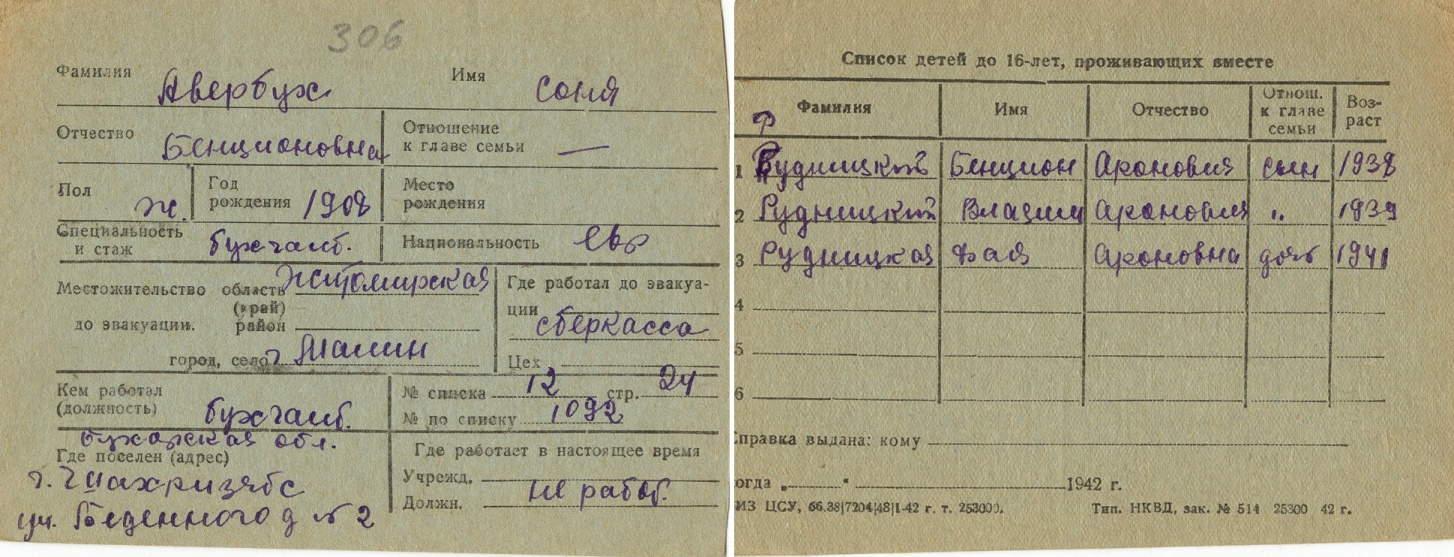 306
Фамилия Авербух Имя Соня
Отчество Бенционовна Отношение к главе семьи —
Пол ж. Год рождения 1908 Место рождения
Специальность и стаж бухгалт. Национальность евр
Местожительство до эвакуации. область (край) Житомирская
район
город, село г. Малин
Где работал до эвакуации сберкасса
Цех
Кем работал (должность) бухгалт.
№ списка 12 стр. 24
№ по списку 1092
Бухарская обл.
Где поселен (адрес)
г. Шахризябс
ул. Беденного д № 2
Где работает в настоящее время
Учрежд.
Должн. не работ.
Список детей до 16-лет, проживающих вместе
Фамилия Имя Отчество Отнош. к главе семьи Возраст
Р
1 Рудницкий Бенцион Аронович сын 1938
2 Рудницкий Аронович " 1939
3 Рудницкая Фаня Ароновна дочь 1941
4
5
6
правка выдана: кому
огда „ “ 1942 г.
ИЗ ЦСУ, 66.38|7204|48|1-42 г. т. 253000. Тип. НКВД, зак. № 514 25300 42 г.